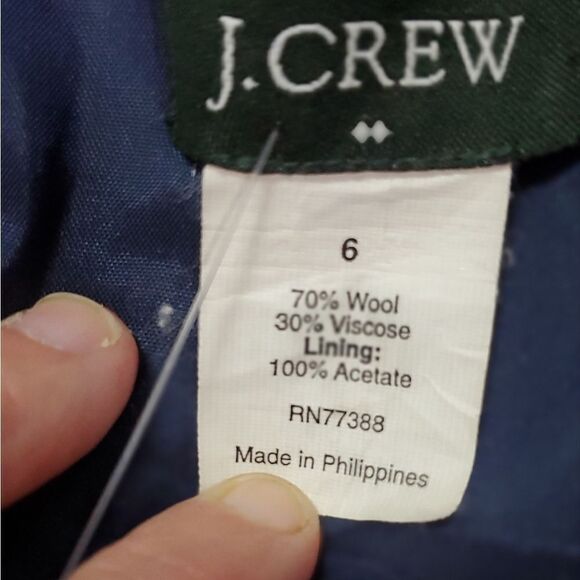 J.CREW
6
70% Wool
30% Viscose
Lining:
100% Acetate
RN77388
Made in Philippines